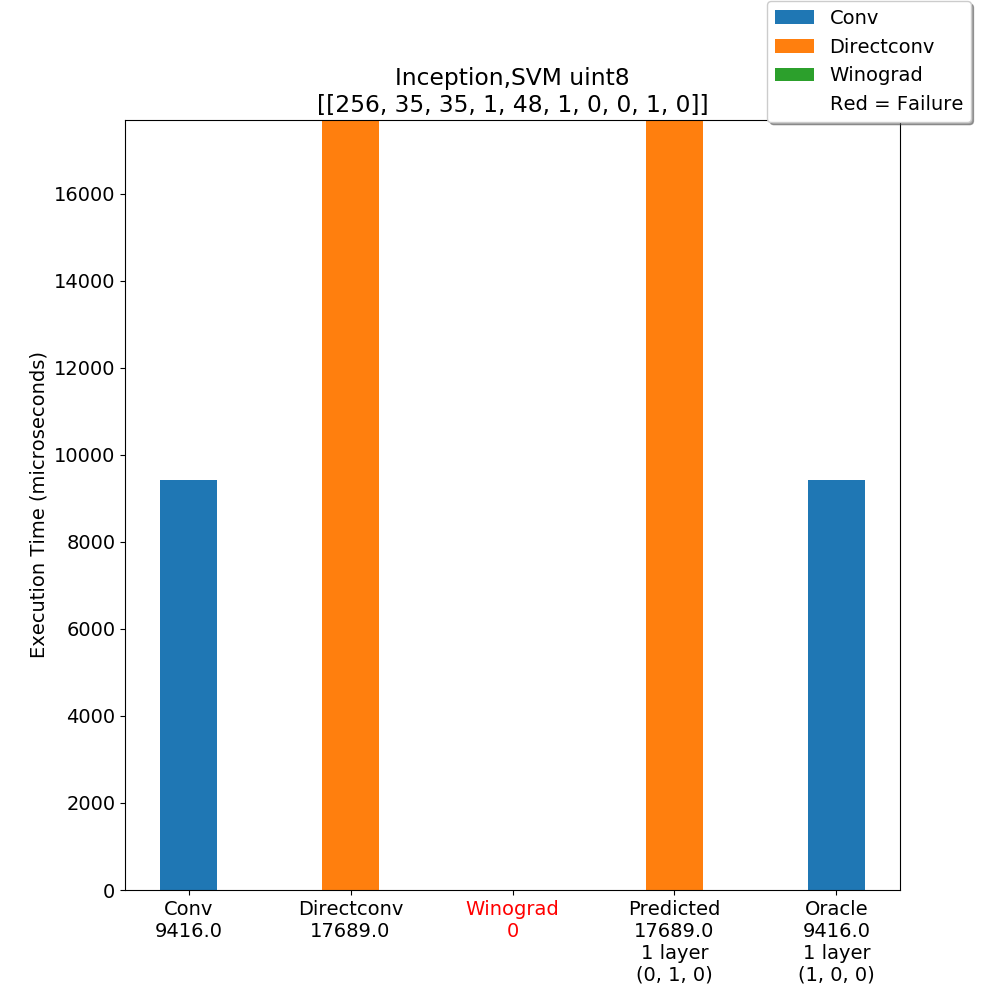 Conv
Directconv
Winograd
Red = Failure
Inception,SVM uint8
[[256, 35, 35, 1, 48, 1, 0, 0, 1, 0]]
Execution Time (microseconds)
16000
14000
12000
10000
8000
6000
4000
2000
0
Conv
9416.0
Directconv
17689.0
Winograd
0
Predicted
17689.0
1 layer
(0, 1, 0)
Oracle
9416.0
1 layer
(1, 0, 0)